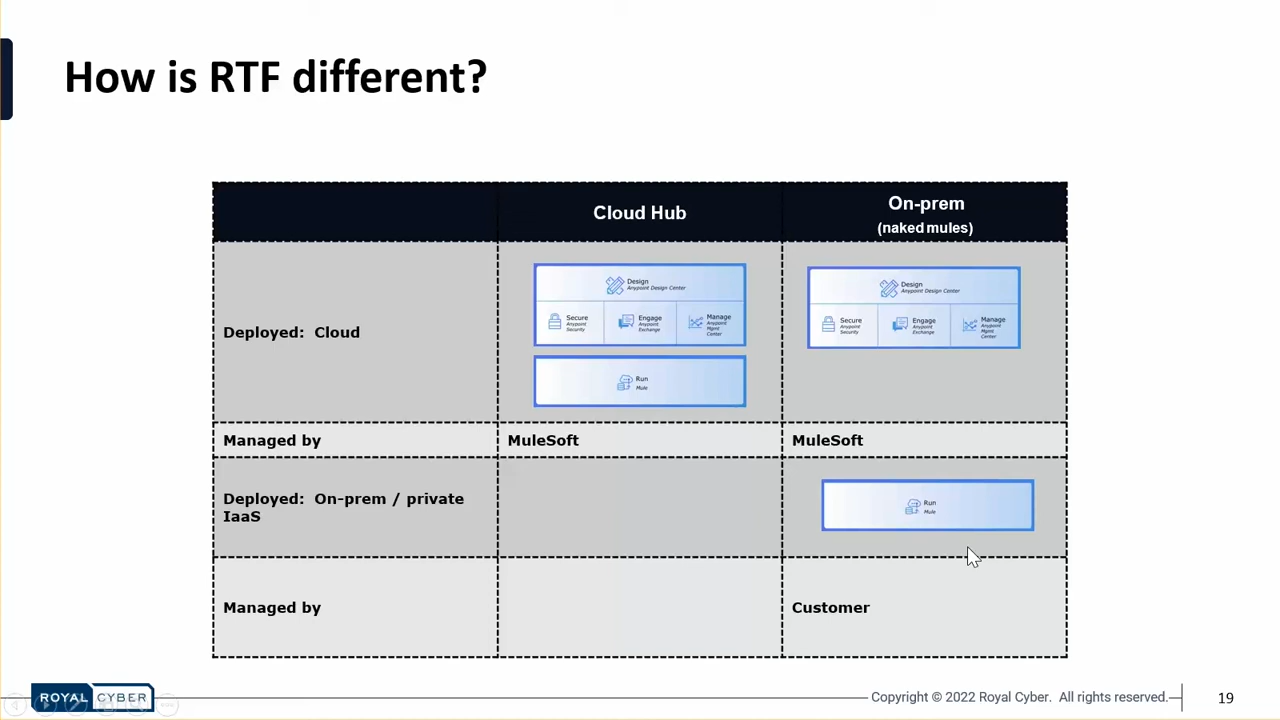 How is RTF different?
Cloud Hub
On-prem
(naked mules)
Deployed:  Cloud
Design
Anypoint Design Center
Secure
Anypoint
Security
Engage
Anypoint
Exchange
Manage
Anypoint
Mgmt
Center
Run
Mule
Design
Anypoint Design Center
Secure
Anypoint
Security
Engage
Anypoint
Exchange
Manage
Anypoint
Mgmt
Center
Managed by
MuleSoft
MuleSoft
Deployed:  On-prem / private
IaaS
Run
Mule
Managed by
Customer
ROYAL CYBER
Copyright © 2022 Royal Cyber.  All rights reserved.
19